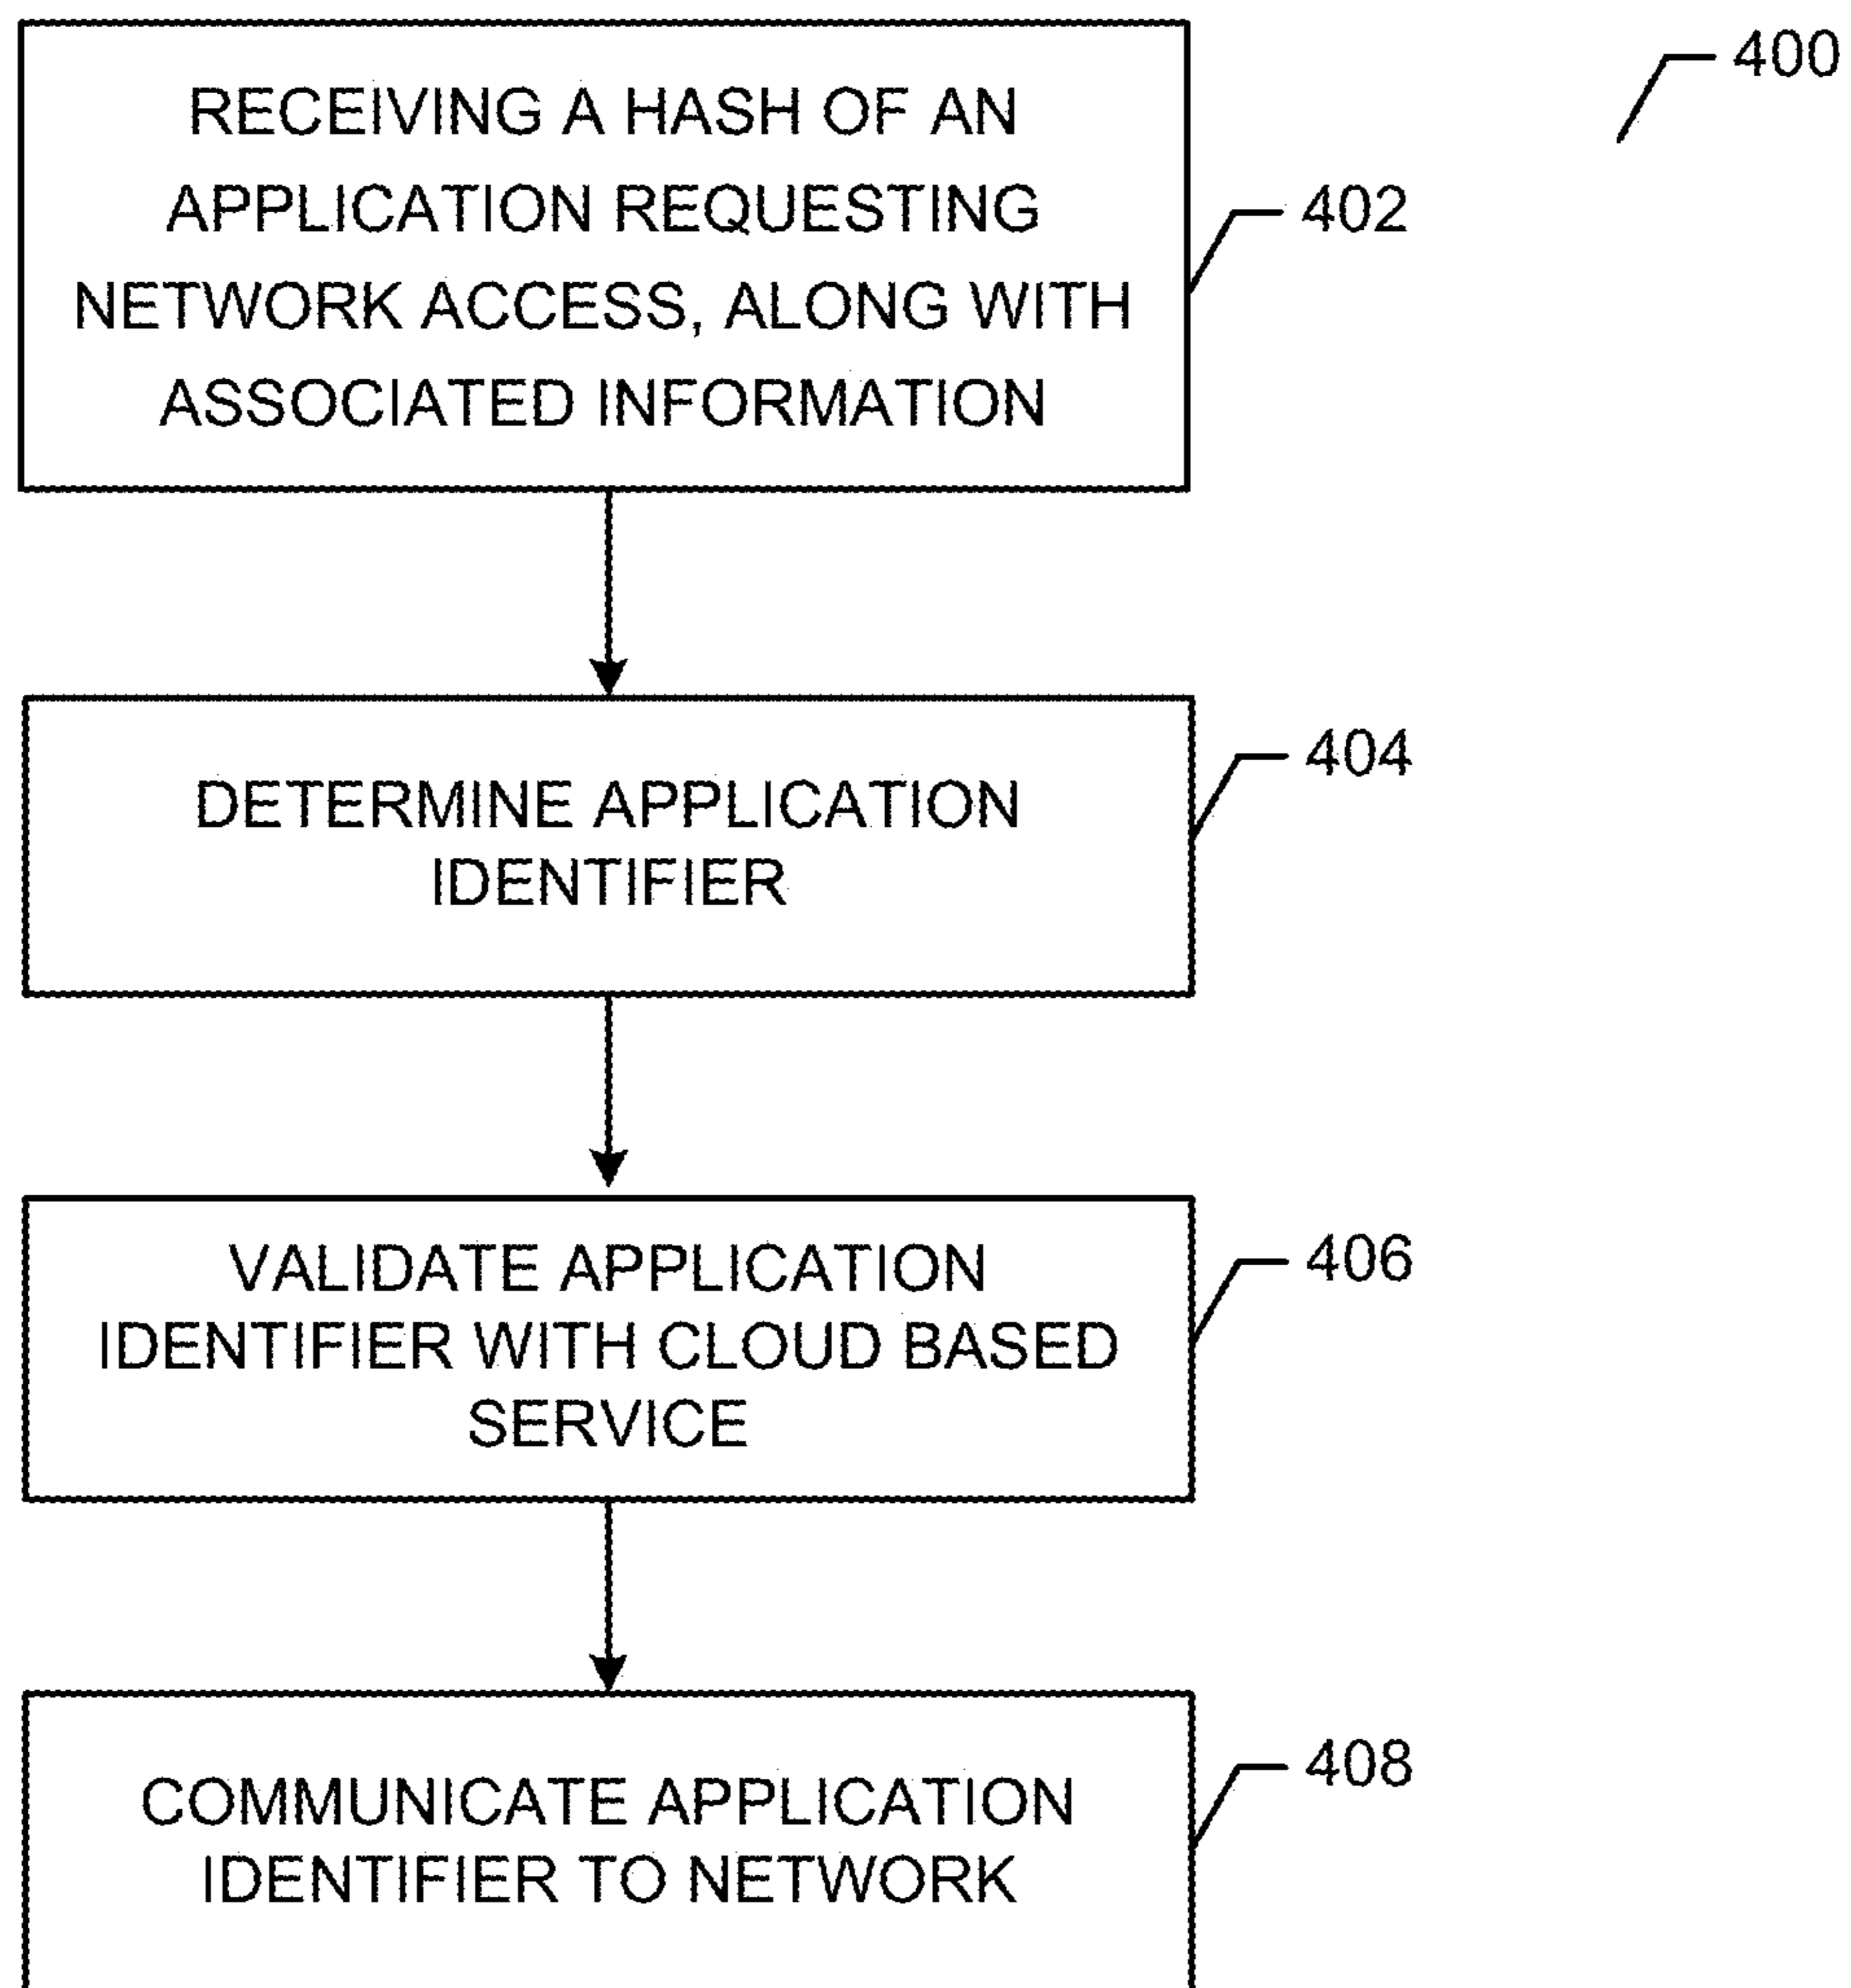 400
RECEIVING A HASH OF AN
APPLICATION REQUESTING
NETWORK ACCESS, ALONG WITH
ASSOCIATED INFORMATION
402
DETERMINE APPLICATION
IDENTIFIER
404
VALIDATE APPLICATION
IDENTIFIER WITH CLOUD BASED
SERVICE
406
COMMUNICATE APPLICATION
IDENTIFIER TO NETWORK
408